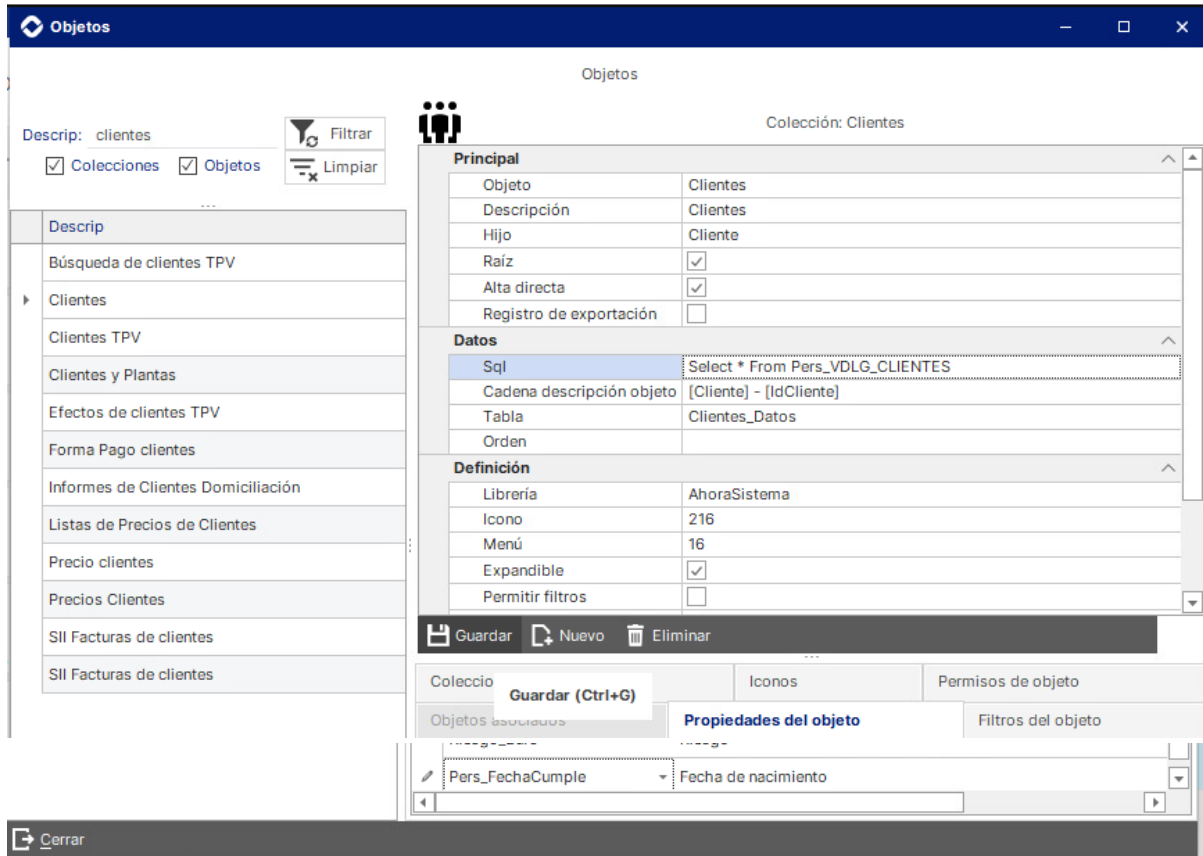 Objetos
Objetos
Descrip: clientes
Filtrar
Colecciones
Objetos
Limpiar
Descrip
Búsqueda de clientes TPV
Clientes
Clientes TPV
Clientes y Plantas
Efectos de clientes TPV
Forma Pago clientes
Informes de Clientes Domiciliación
Listas de Precios de Clientes
Precio clientes
Precios Clientes
SII Facturas de clientes
SII Facturas de clientes
Colección: Clientes
Principal
Objeto Clientes
Descripción Clientes
Hijo Cliente
Raíz
Alta directa
Registro de exportación
Datos
Sql Select * From Pers_VDLG_CLIENTES
Cadena descripción objeto [Cliente] - [IdCliente]
Tabla Clientes_Datos
Orden
Definición
Librería AhoraSistema
Icono 216
Menú 16
Expandible
Permitir filtros
Guardar Nuevo Eliminar
Iconos Permisos de objeto
Guardar (Ctrl+G)
Objetos asociados Propiedades del objeto Filtros del objeto
Pers_FechaCumple Fecha de nacimiento
Cerrar